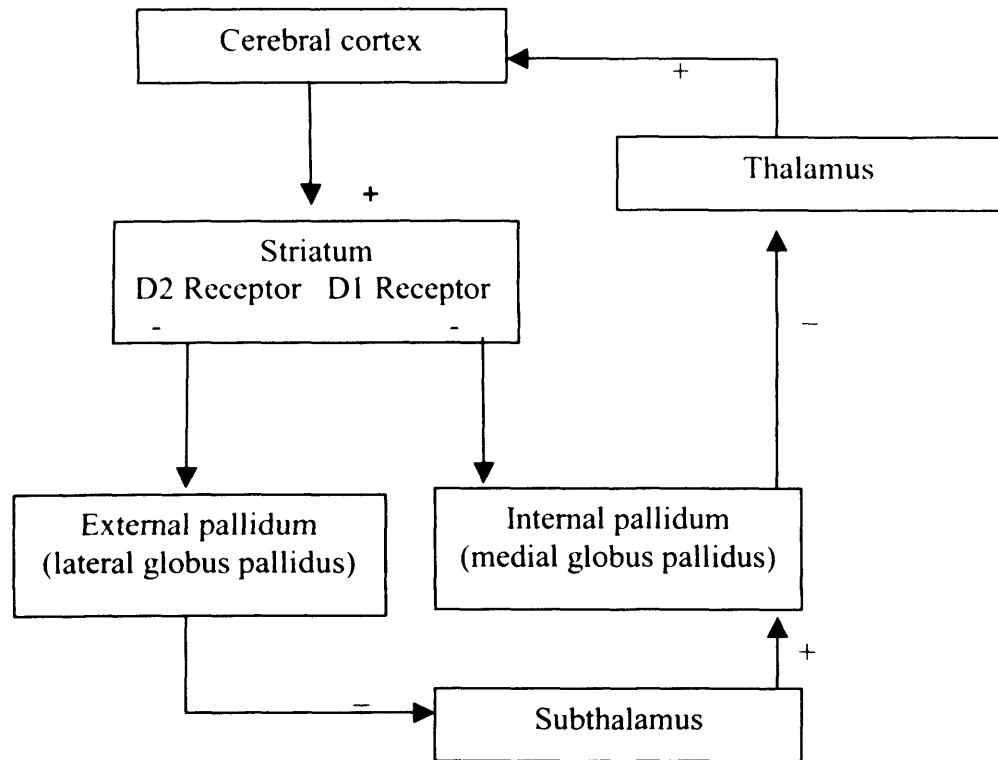 Cerebral cortex
+
Thalamus
+
Striatum
D2 Receptor D1 Receptor
- -
–
External pallidum
(lateral globus pallidus)
Internal pallidum
(medial globus pallidus)
+
–
Subthalamus